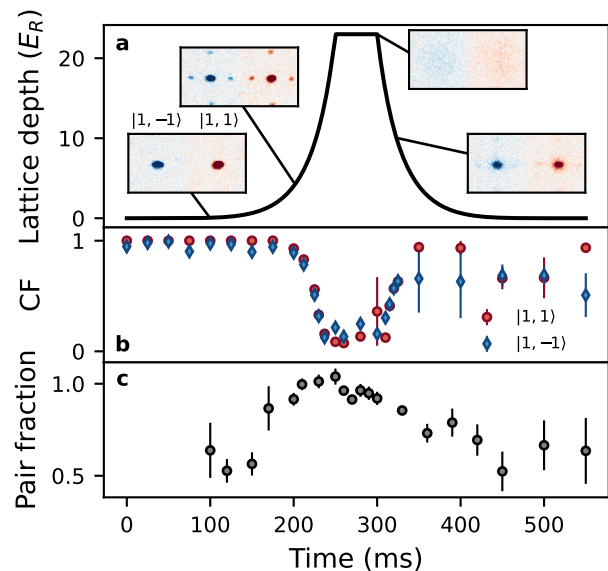 a
Lattice depth (E_R)
20
10
0
|1, −1⟩ |1, 1⟩
b
CF
1
0
|1, 1⟩
|1, −1⟩
c
Pair fraction
1.0
0.5
0 100 200 300 400 500
Time (ms)